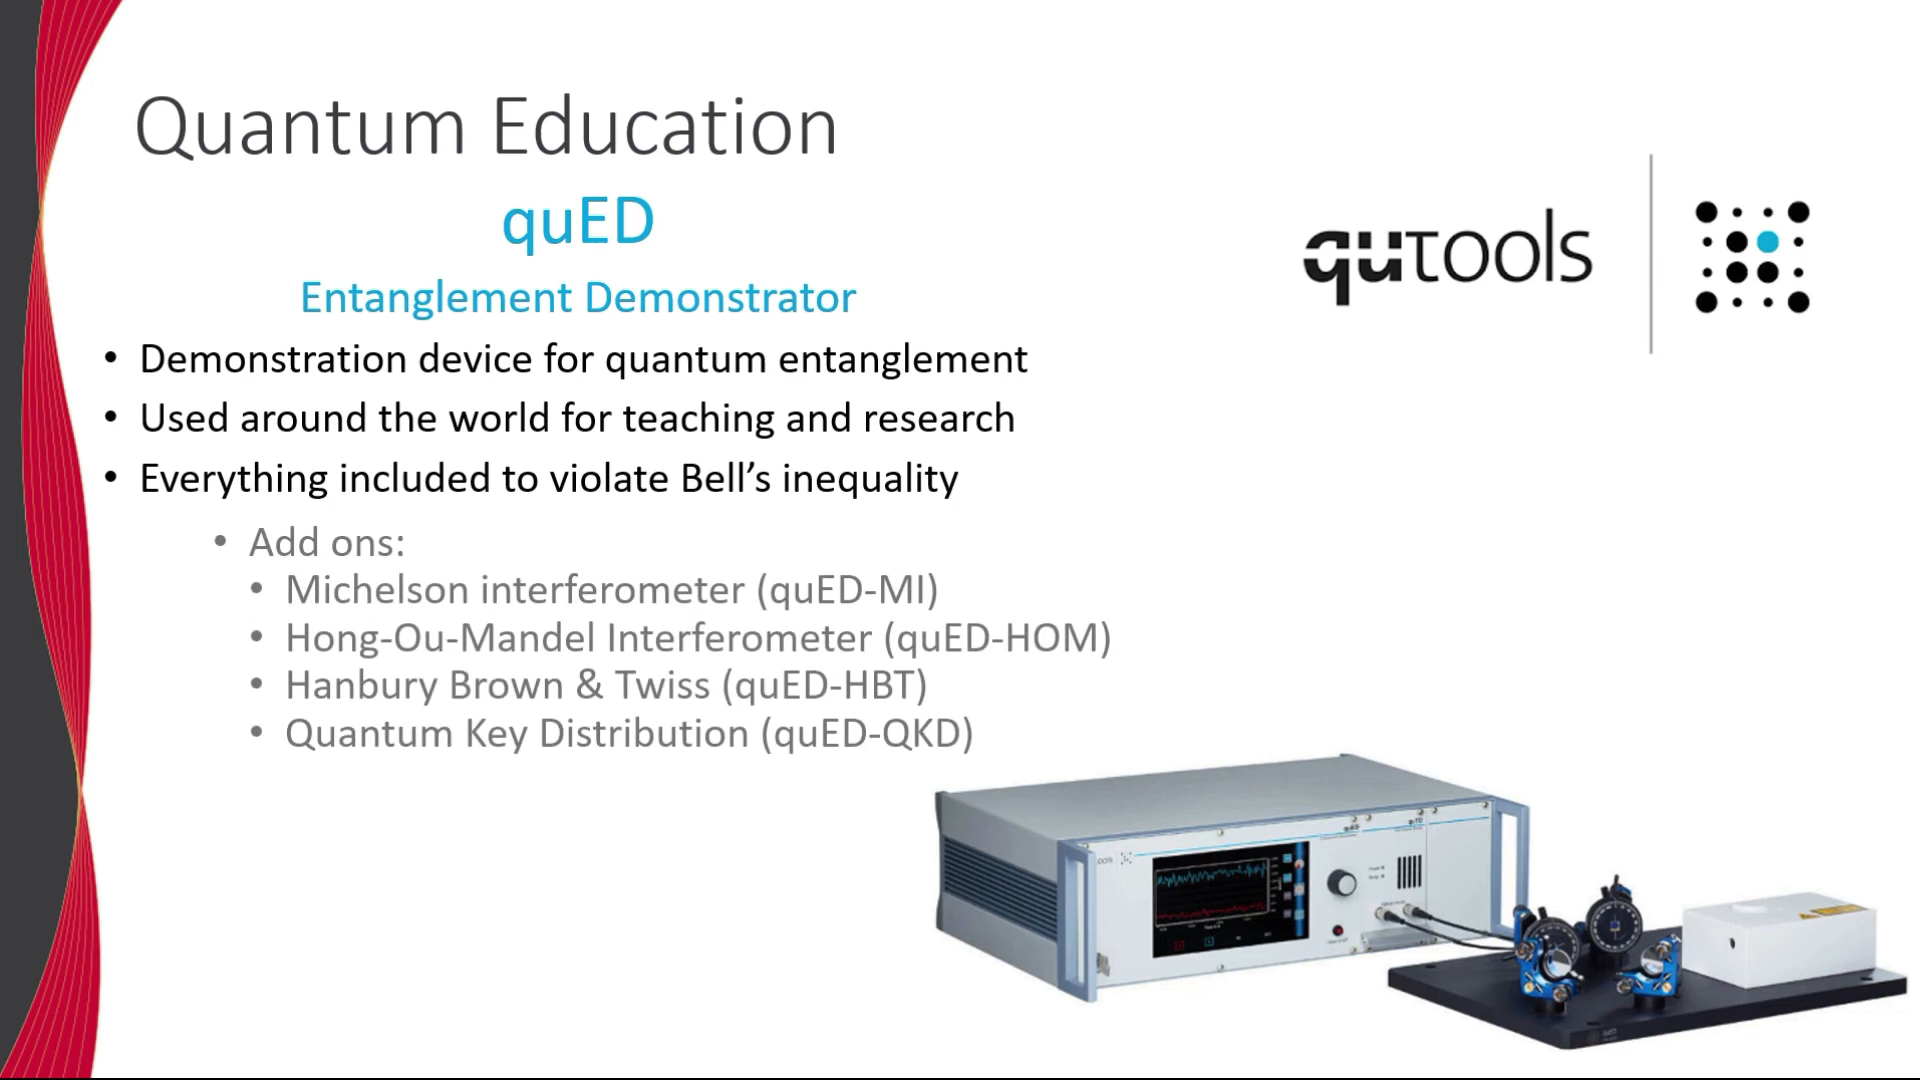 Quantum Education
quED
Entanglement Demonstrator
• Demonstration device for quantum entanglement
• Used around the world for teaching and research
• Everything included to violate Bell’s inequality
• Add ons:
• Michelson interferometer (quED-MI)
• Hong-Ou-Mandel Interferometer (quED-HOM)
• Hanbury Brown & Twiss (quED-HBT)
• Quantum Key Distribution (quED-QKD)
qutools
quED